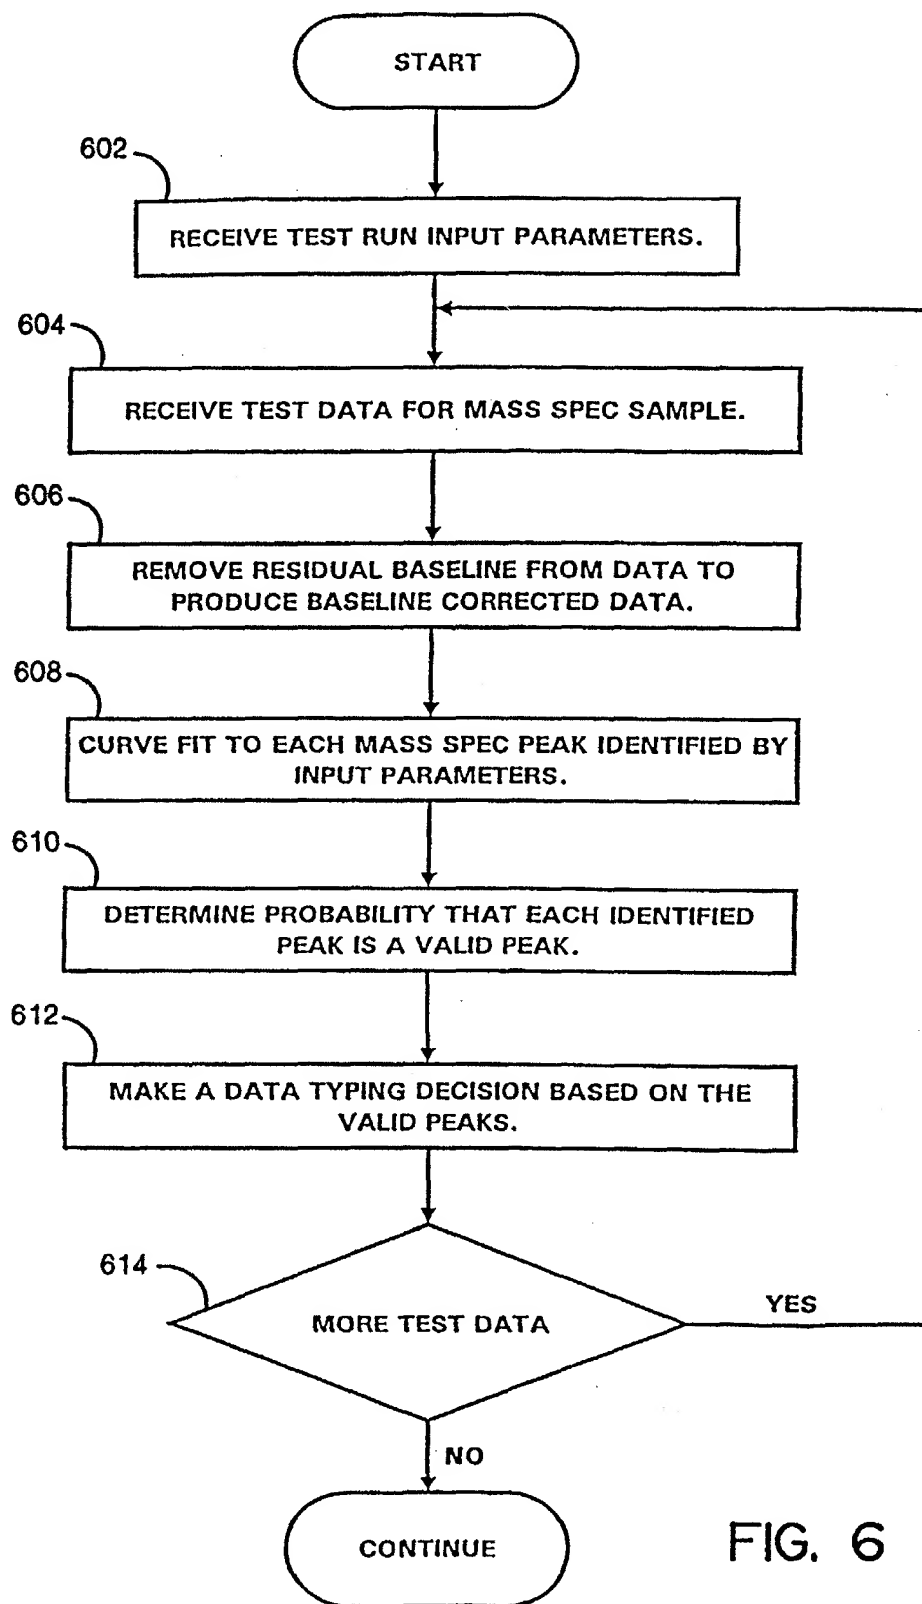 START
602
RECEIVE TEST RUN INPUT PARAMETERS.
604
RECEIVE TEST DATA FOR MASS SPEC SAMPLE.
606
REMOVE RESIDUAL BASELINE FROM DATA TO
PRODUCE BASELINE CORRECTED DATA.
608
CURVE FIT TO EACH MASS SPEC PEAK IDENTIFIED BY
INPUT PARAMETERS.
610
DETERMINE PROBABILITY THAT EACH IDENTIFIED
PEAK IS A VALID PEAK.
612
MAKE A DATA TYPING DECISION BASED ON THE
VALID PEAKS.
614
MORE TEST DATA
YES
NO
CONTINUE
FIG. 6